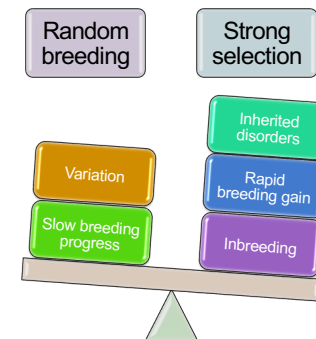 Random
breeding
Strong
selection
Variation
Slow breeding
progress
Inherited
disorders
Rapid
breeding gain
Inbreeding